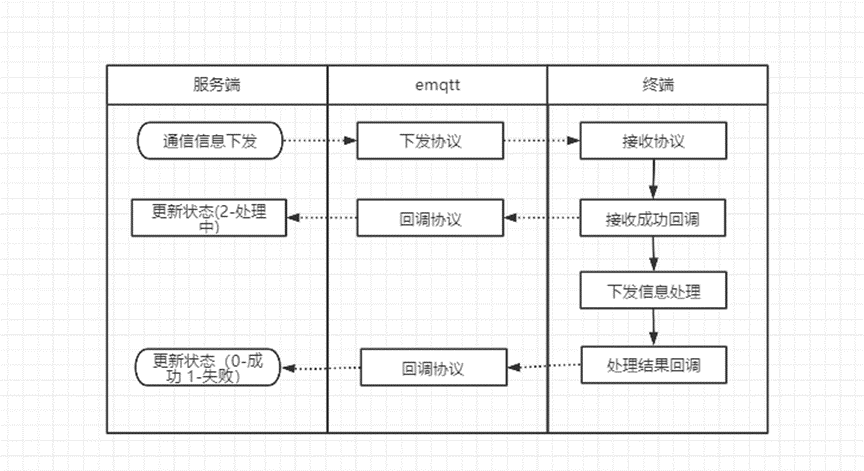 服务端
emqtt
终端
通信信息下发
下发协议
接收协议
更新状态(2-处理
中)
回调协议
接收成功回调
下发信息处理
更新状态（0-成
功 1-失败）
回调协议
处理结果回调